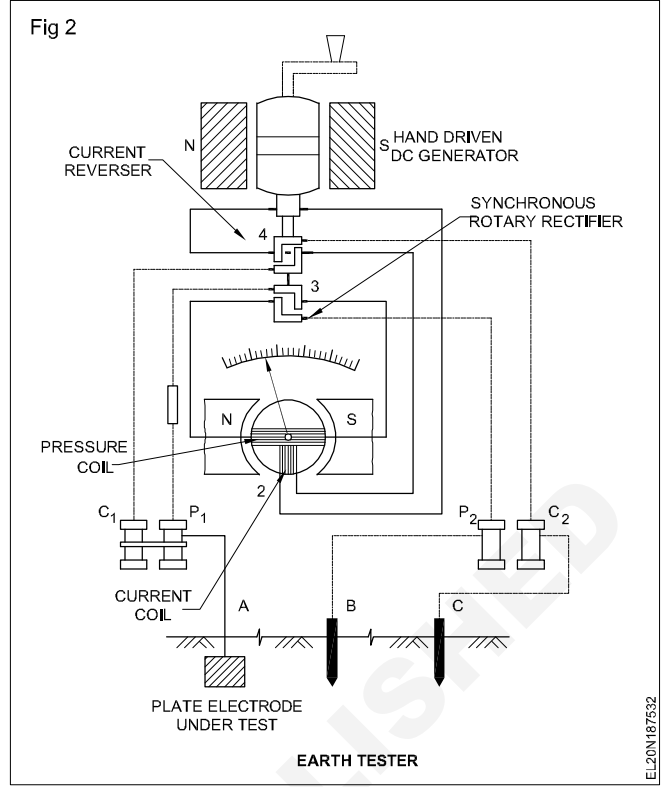 Fig 2
N
S
HAND DRIVEN
DC GENERATOR
CURRENT
REVERSER
SYNCHRONOUS
ROTARY RECTIFIER
4
3
N
S
PRESSURE
COIL
2
C1
P1
P2
C2
CURRENT
COIL
A
B
C
PLATE ELECTRODE
UNDER TEST
EARTH TESTER
EL20N187532
LISHED